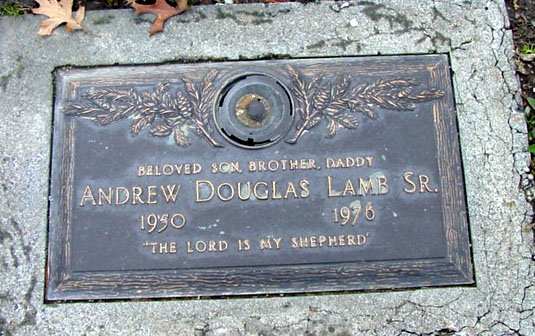 BELOVED SON, BROTHER, DADDY
ANDREW DOUGLAS LAMB SR.
1950 1976
"THE LORD IS MY SHEPHERD"